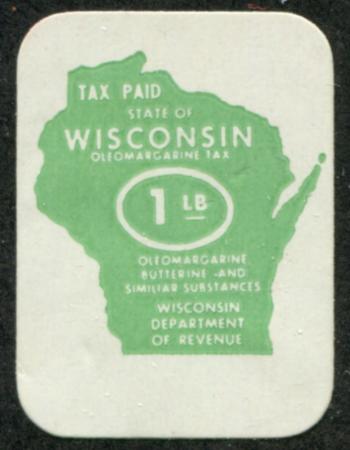 TAX PAID
STATE OF
WISCONSIN
OLEOMARGARINE TAX
1 LB
OLEOMARGARINE
BUTTERINE -AND
SIMILIAR SUBSTANCES
WISCONSIN
DEPARTMENT
OF REVENUE